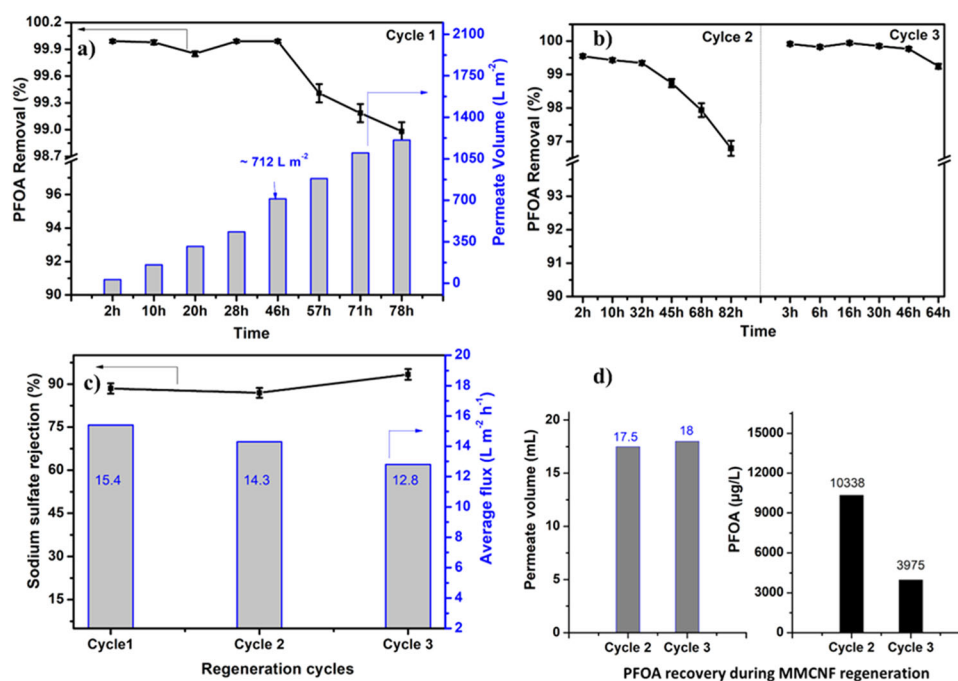 a)
Cycle 1
PFOA Removal (%)
100.2
99.9
99.6
99.3
99.0
98.7
96
94
92
90
~ 712 L m-2
2100
1750
1400
1050
700
350
0
Permeate Volume (L m-2)
2h 10h 20h 28h 46h 57h 71h 78h
Time
b)
Cylce 2
Cycle 3
PFOA Removal (%)
100
99
98
97
93
92
91
90
2h 10h 32h 45h 68h 82h 3h 6h 16h 30h 46h 64h
Time
c)
Sodium sulfate rejection (%)
90
75
60
45
30
15
15.4
14.3
12.8
20
18
16
14
12
10
8
6
4
2
Average flux (L m-2 h-1)
Cycle1 Cycle 2 Cycle 3
Regeneration cycles
d)
Permeate volume (mL)
20
15
10
5
0
17.5
18
Cycle 2 Cycle 3
PFOA (µg/L)
15000
12000
9000
6000
3000
0
10338
3975
Cycle 2 Cycle 3
PFOA recovery during MMCNF regeneration